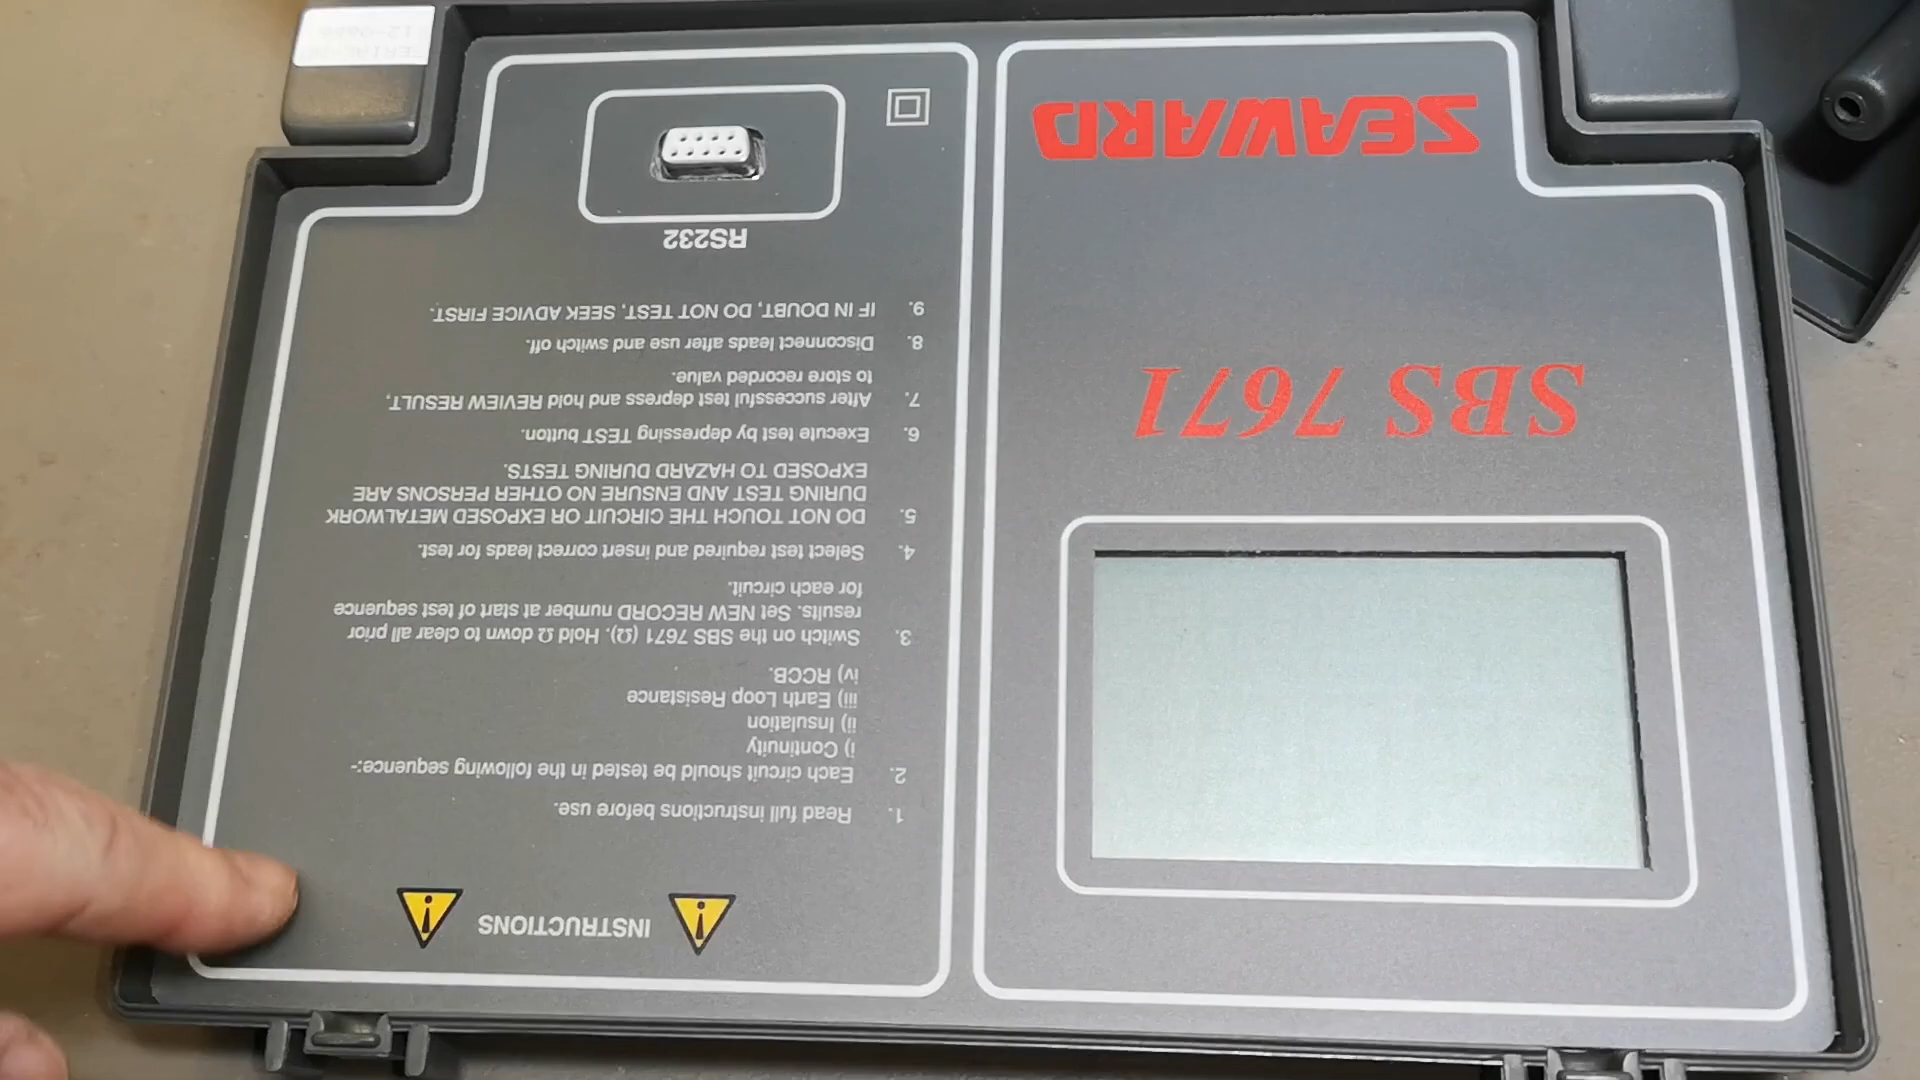 SEAWARD
SBS 7671
INSTRUCTIONS
1. Read full instructions before use.
2. Each circuit should be tested in the following sequence:-
i) Continuity
ii) Insulation
iii) Earth Loop Resistance
iv) RCCB.
3. Switch on the SBS 7671 (Ω). Hold Ω down to clear all prior
results. Set NEW RECORD number at start of test sequence
for each circuit.
4. Select test required and insert correct leads for test.
5. DO NOT TOUCH THE CIRCUIT OR EXPOSED METALWORK
DURING TEST AND ENSURE NO OTHER PERSONS ARE
EXPOSED TO HAZARD DURING TESTS.
6. Execute test by depressing TEST button.
7. After successful test depress and hold REVIEW RESULT,
to store recorded value.
8. Disconnect leads after use and switch off.
9. IF IN DOUBT, DO NOT TEST, SEEK ADVICE FIRST.
RS232